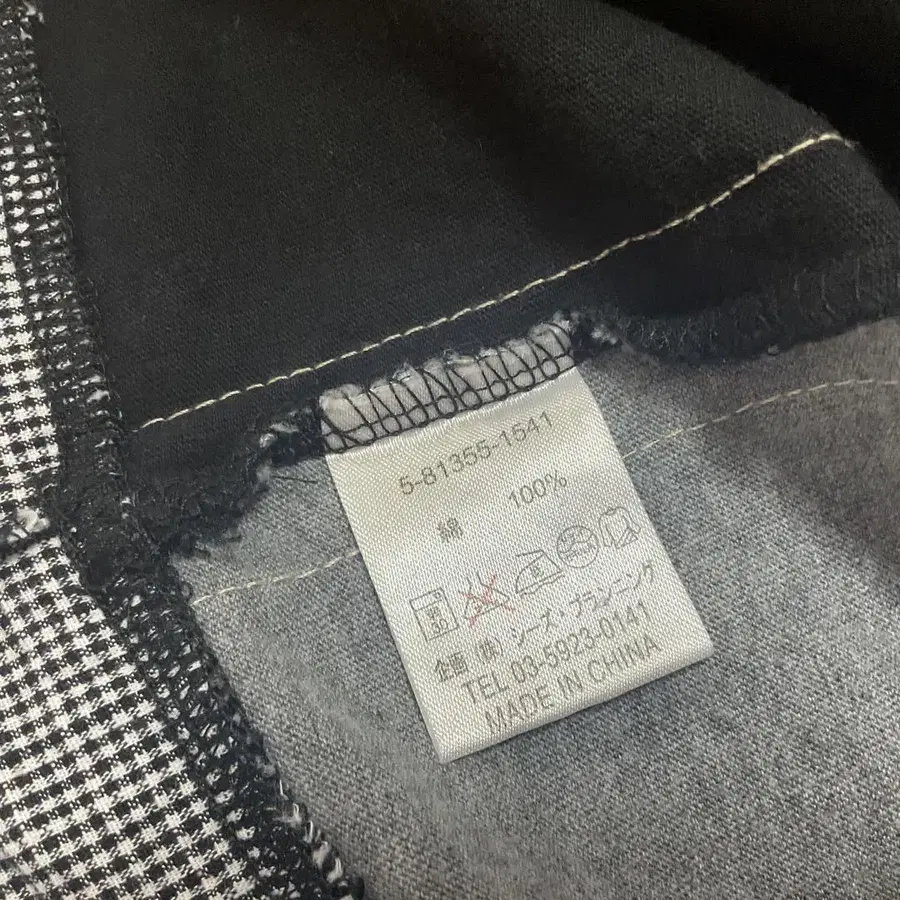 5-81355-1541
綿 100%
企画 (株) シーズ・プランニング
TEL 03-5923-0141
MADE IN CHINA